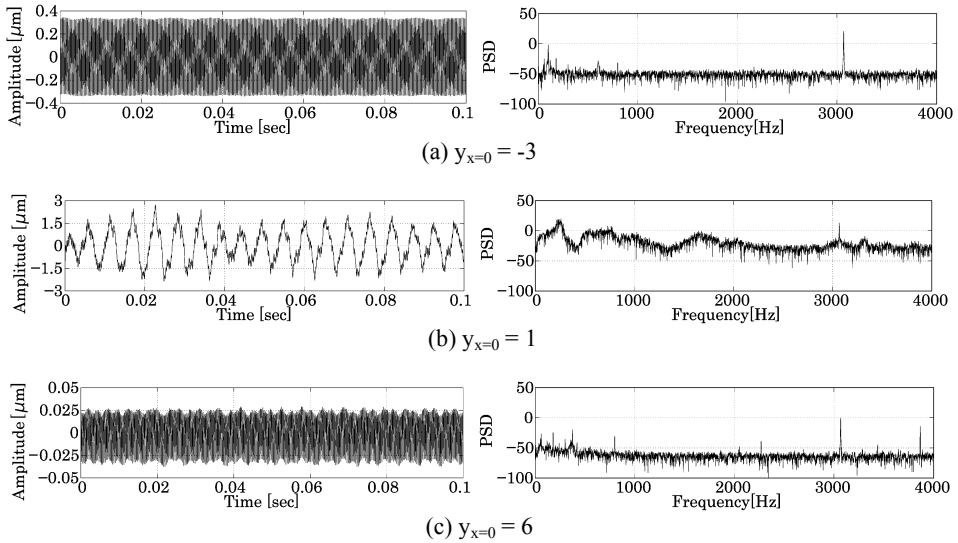 Amplitude [μm]
0.4
0.2
0
−0.2
−0.4
0 0.02 0.04 0.06 0.08 0.1
Time [sec]
PSD
50
0
−50
−100
0 1000 2000 3000 4000
Frequency[Hz]
(a) yx=0 = -3
Amplitude [μm]
3
1.5
0
−1.5
−3
0 0.02 0.04 0.06 0.08 0.1
Time [sec]
PSD
50
0
−50
−100
0 1000 2000 3000 4000
Frequency[Hz]
(b) yx=0 = 1
Amplitude [μm]
0.05
0.025
0
−0.025
−0.05
0 0.02 0.04 0.06 0.08 0.1
Time [sec]
PSD
50
0
−50
−100
0 1000 2000 3000 4000
Frequency[Hz]
(c) yx=0 = 6